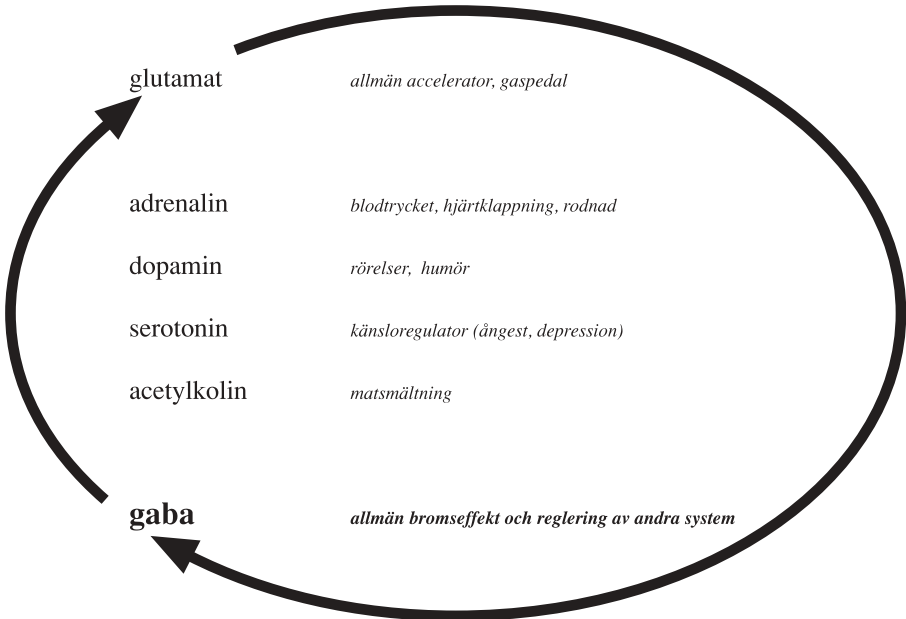 glutamat allmän accelerator, gaspedal
adrenalin blodtrycket, hjärtklappning, rodnad
dopamin rörelser, humör
serotonin känsloregulator (ångest, depression)
acetylkolin matsmältning
gaba allmän bromseffekt och reglering av andra system